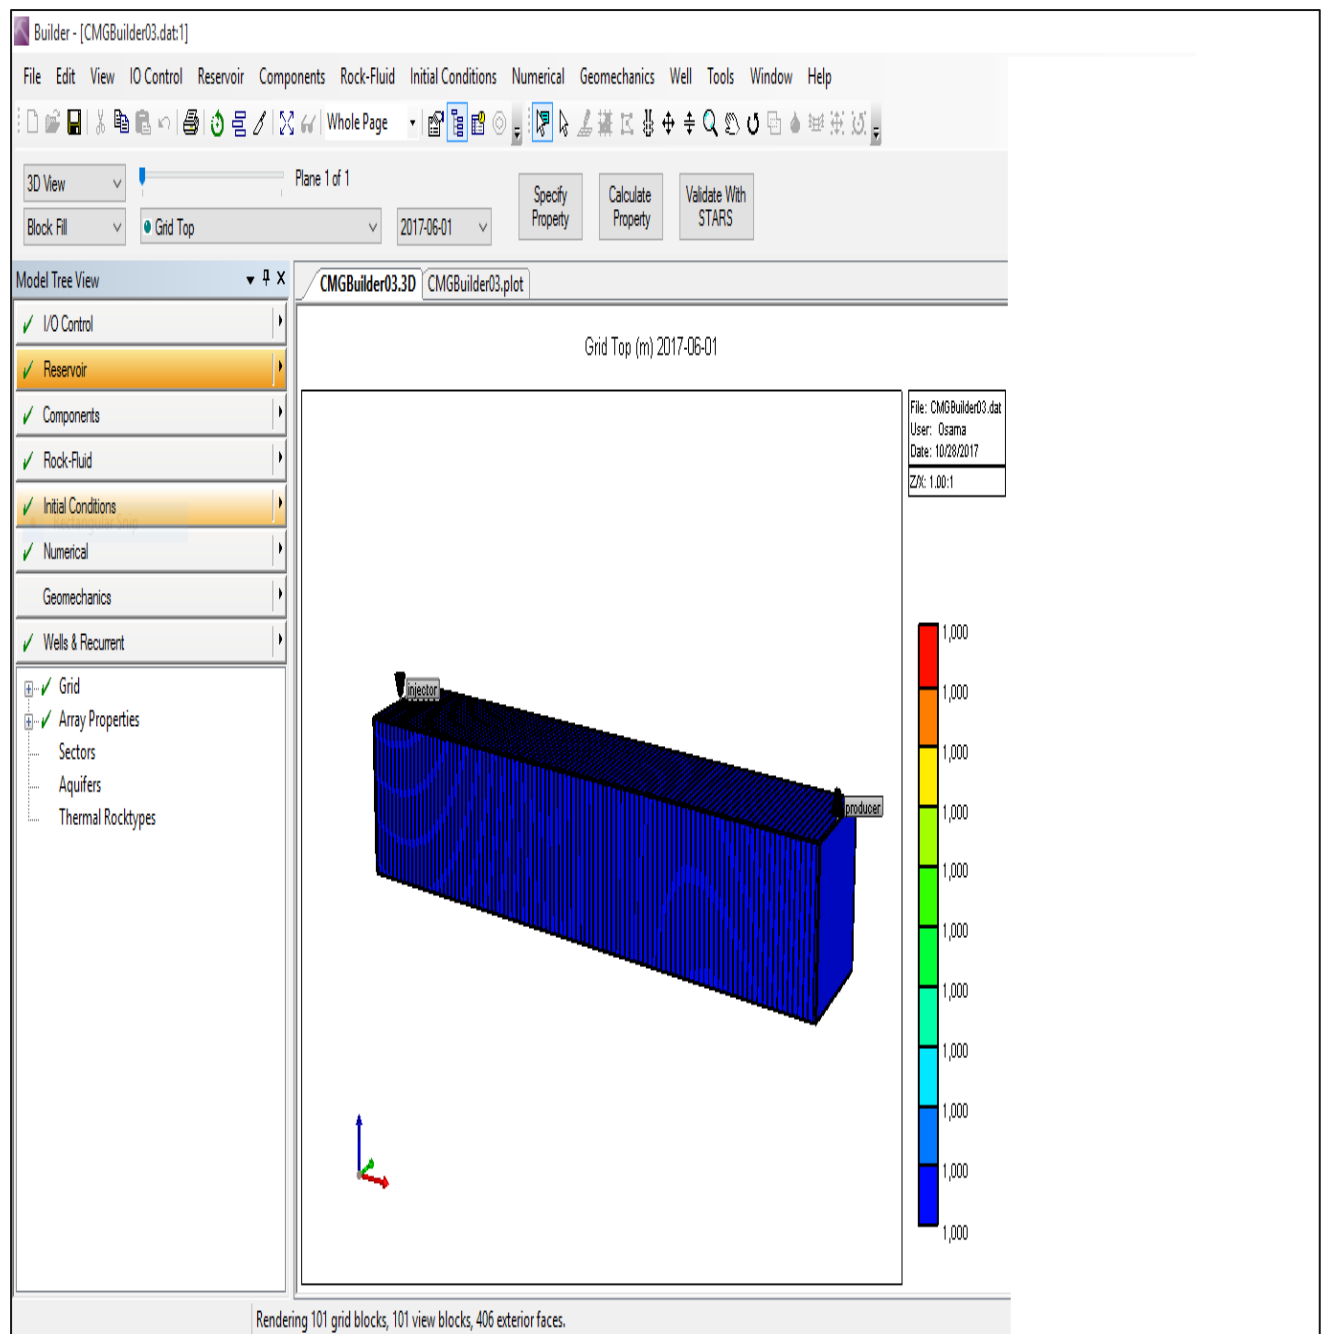 Builder - [CMGBuilder03.dat:1]
File Edit View IO Control Reservoir Components Rock-Fluid Initial Conditions Numerical Geomechanics Well Tools Window Help
Whole Page
3D View
Plane 1 of 1
Block Fill
Grid Top
2017-06-01
Specify Property
Calculate Property
Validate With STARS
Model Tree View
CMGBuilder03.3D
CMGBuilder03.plot
I/O Control
Reservoir
Components
Rock-Fluid
Initial Conditions
Rectangular Snip
Numerical
Geomechanics
Wells & Recurrent
Grid
Array Properties
Sectors
Aquifers
Thermal Rocktypes
Grid Top (m) 2017-06-01
File: CMGBuilder03.dat
User: Osama
Date: 10/28/2017
Z/X: 1.00:1
injector
producer
1,000
1,000
1,000
1,000
1,000
1,000
1,000
1,000
1,000
1,000
1,000
Rendering 101 grid blocks, 101 view blocks, 406 exterior faces.